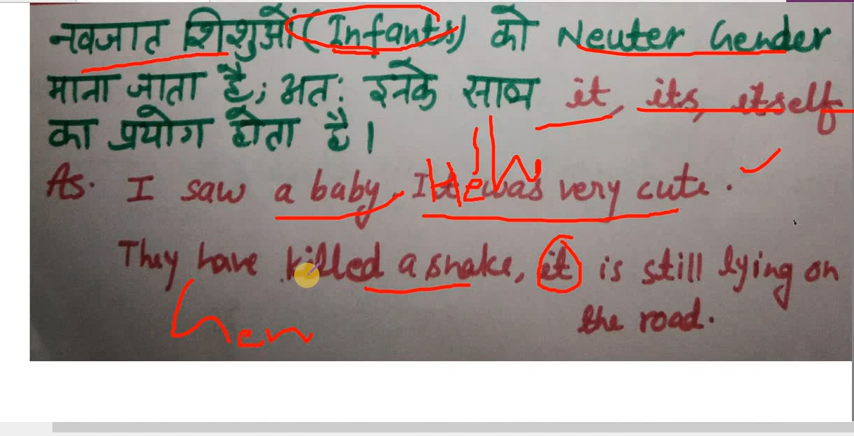 नवजात शिशुओं (Infants) को Neuter Gender
माना जाता है; अतः इनके साथ it, its, itself
का प्रयोग होता है।
As. I saw a baby. It was very cute.
They have killed a snake, it is still lying on
the road.